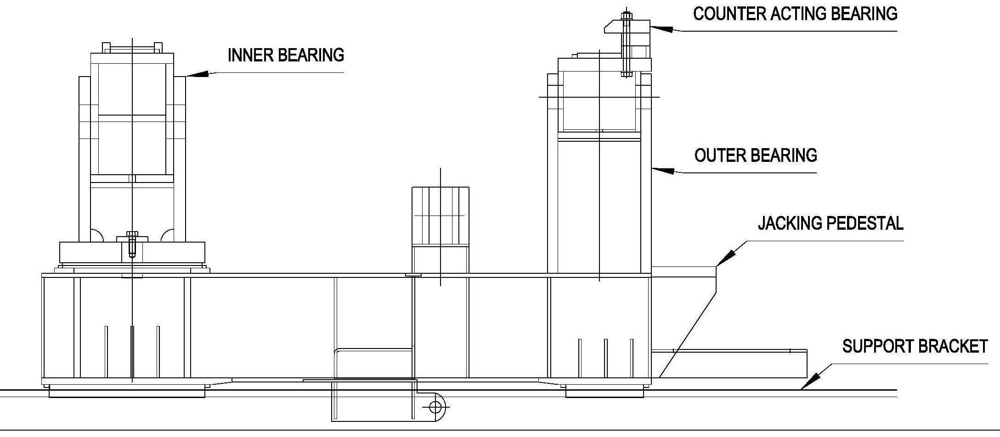 COUNTER ACTING BEARING
INNER BEARING
OUTER BEARING
JACKING PEDESTAL
SUPPORT BRACKET